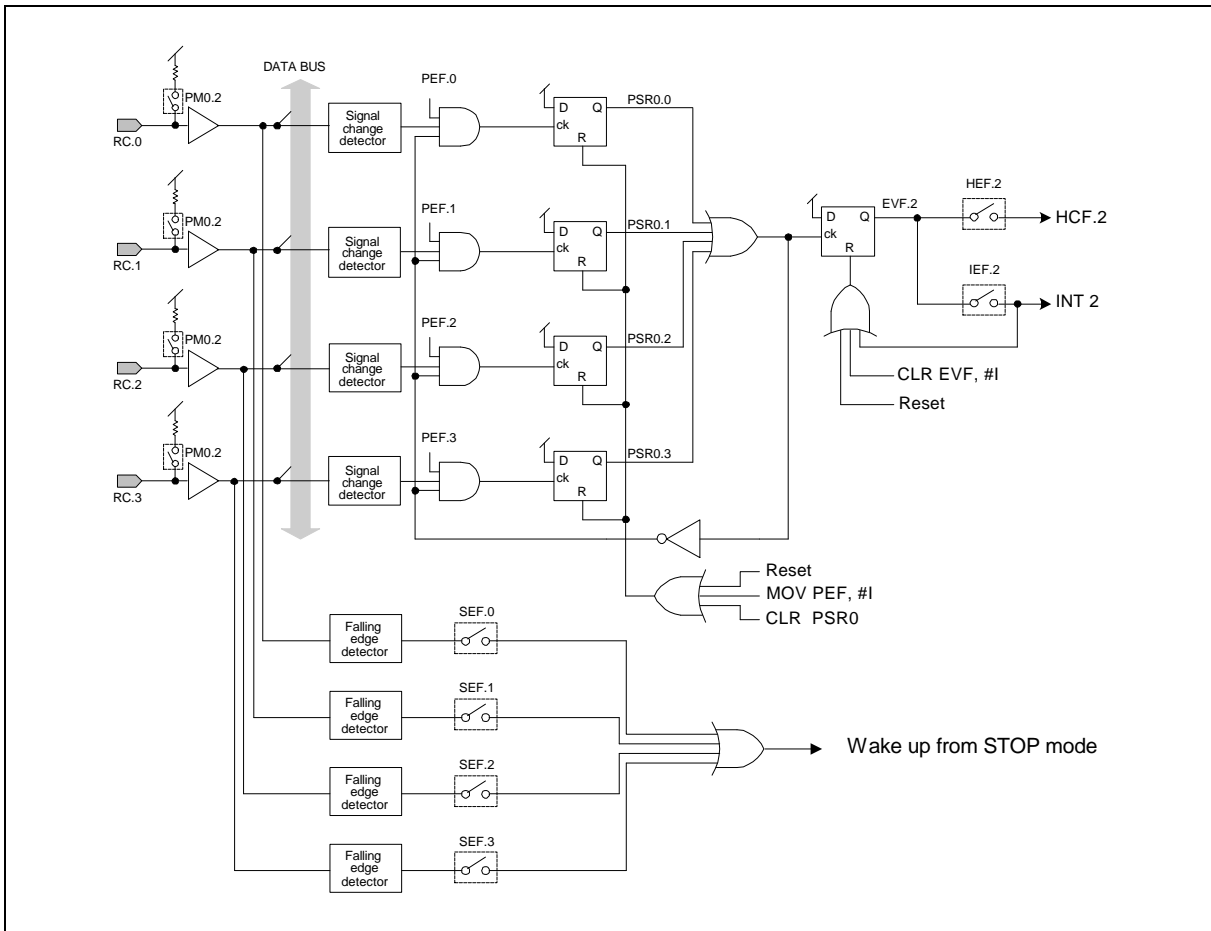 DATA BUS
PM0.2
RC.0
Signal
change
detector
PEF.0
D
Q
ck
R
PSR0.0
PM0.2
RC.1
Signal
change
detector
PEF.1
D
Q
ck
R
PSR0.1
D
Q
ck
R
EVF.2
HEF.2
HCF.2
IEF.2
INT 2
CLR EVF, #I
Reset
PM0.2
RC.2
Signal
change
detector
PEF.2
D
Q
ck
R
PSR0.2
PM0.2
RC.3
Signal
change
detector
PEF.3
D
Q
ck
R
PSR0.3
Reset
MOV PEF, #I
CLR PSR0
Falling
edge
detector
SEF.0
Falling
edge
detector
SEF.1
Wake up from STOP mode
Falling
edge
detector
SEF.2
Falling
edge
detector
SEF.3